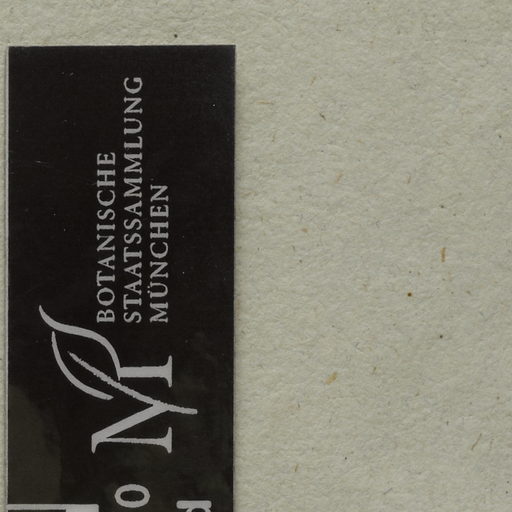 BOTANISCHE
STAATSSAMMLUNG
MÜNCHEN
M